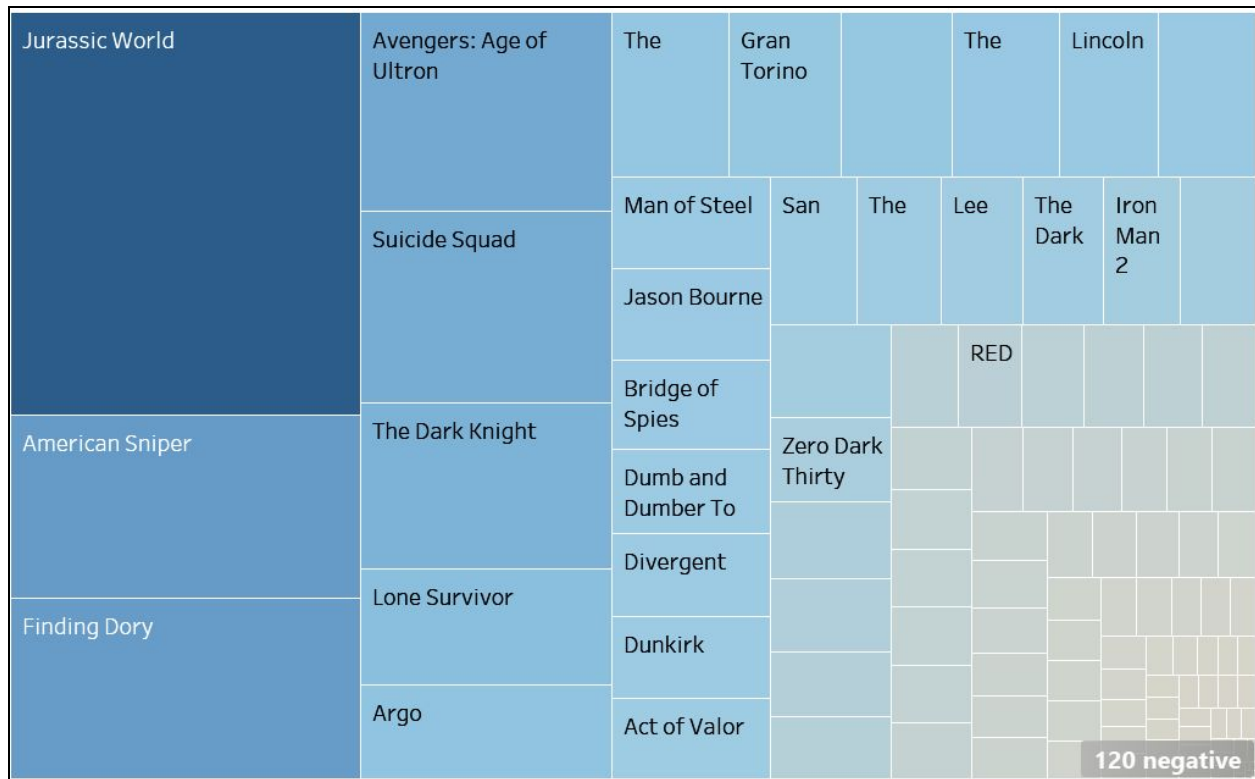 Jurassic World
American Sniper
Finding Dory
Avengers: Age of
Ultron
Suicide Squad
The Dark Knight
Lone Survivor
Argo
The
Gran
Torino
The
Lincoln
Man of Steel
Jason Bourne
Bridge of
Spies
Dumb and
Dumber To
Divergent
Dunkirk
Act of Valor
San
The
Lee
The
Dark
Iron
Man
2
RED
Zero Dark
Thirty
120 negative